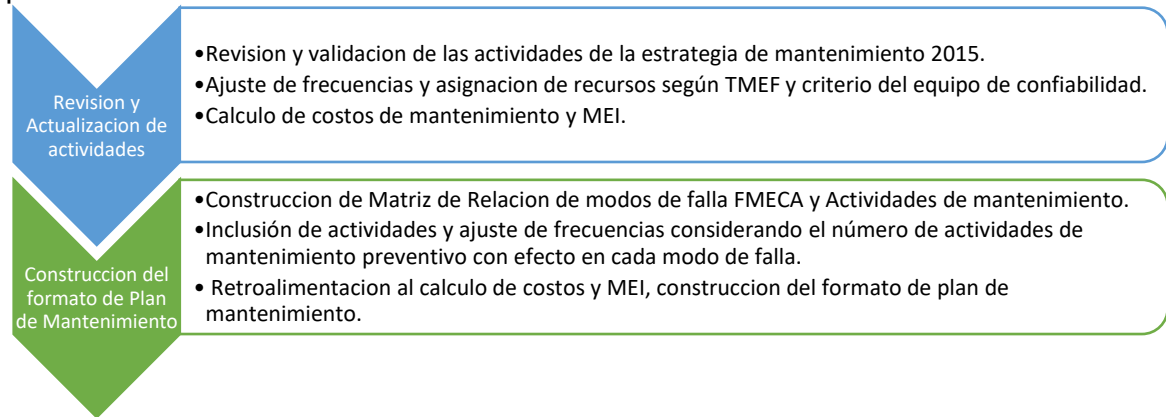 Revision y
Actualizacion de
actividades
•Revision y validacion de las actividades de la estrategia de mantenimiento 2015.
•Ajuste de frecuencias y asignacion de recursos según TMEF y criterio del equipo de confiabilidad.
•Calculo de costos de mantenimiento y MEI.
Construccion del
formato de Plan
de Mantenimiento
•Construccion de Matriz de Relacion de modos de falla FMECA y Actividades de mantenimiento.
•Inclusión de actividades y ajuste de frecuencias considerando el número de actividades de
mantenimiento preventivo con efecto en cada modo de falla.
• Retroalimentacion al calculo de costos y MEI, construccion del formato de plan de
mantenimiento.